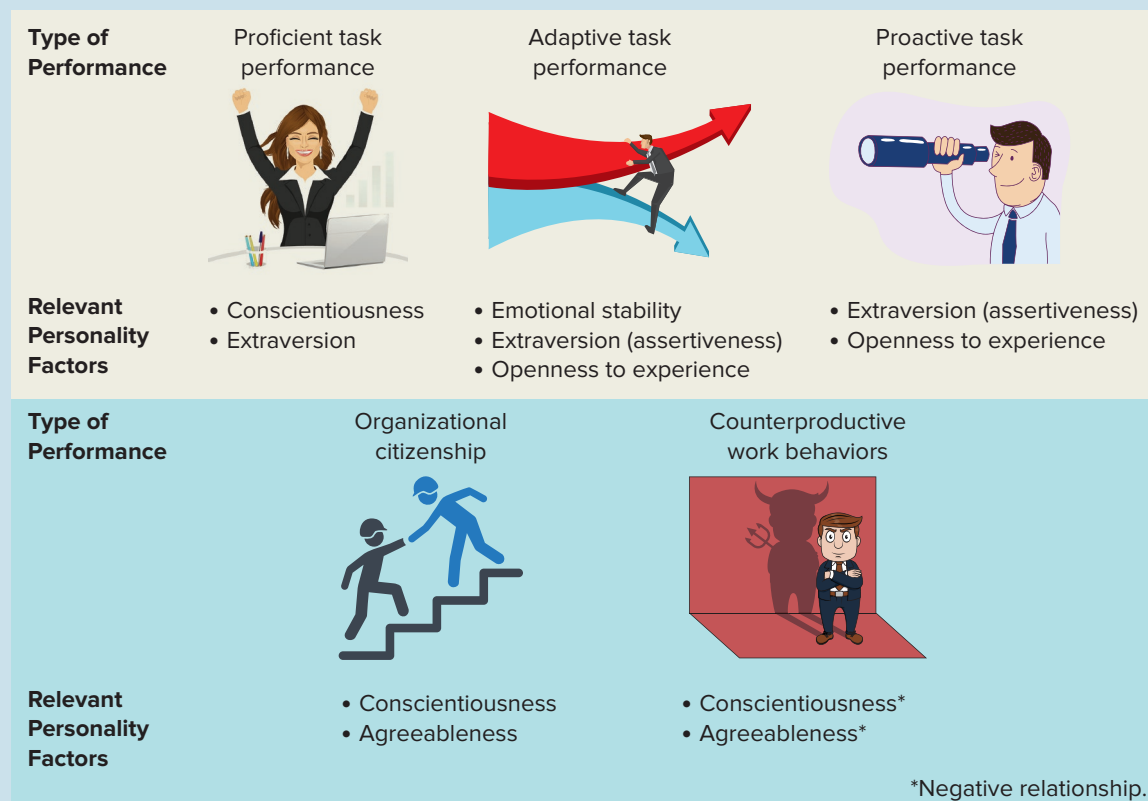 Type of
Performance
Proficient task
performance
Adaptive task
performance
Proactive task
performance
Relevant
Personality
Factors
• Conscientiousness
• Extraversion
• Emotional stability
• Extraversion (assertiveness)
• Openness to experience
• Extraversion (assertiveness)
• Openness to experience
Type of
Performance
Organizational
citizenship
Counterproductive
work behaviors
Relevant
Personality
Factors
• Conscientiousness
• Agreeableness
• Conscientiousness*
• Agreeableness*
*Negative relationship.